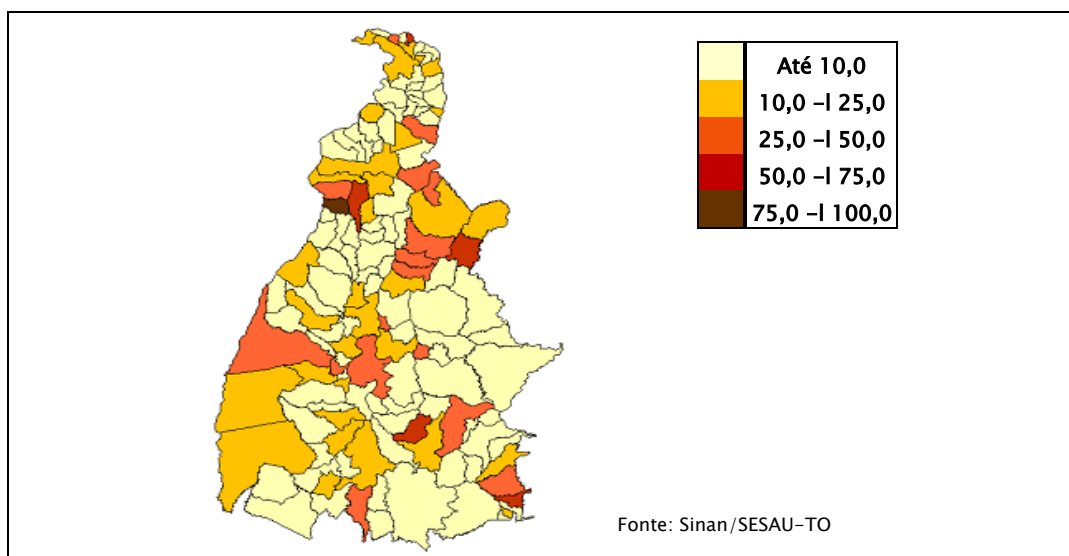 Até 10,0
10,0 –l 25,0
25,0 –l 50,0
50,0 –l 75,0
75,0 –l 100,0
Fonte: Sinan/SESAU–TO